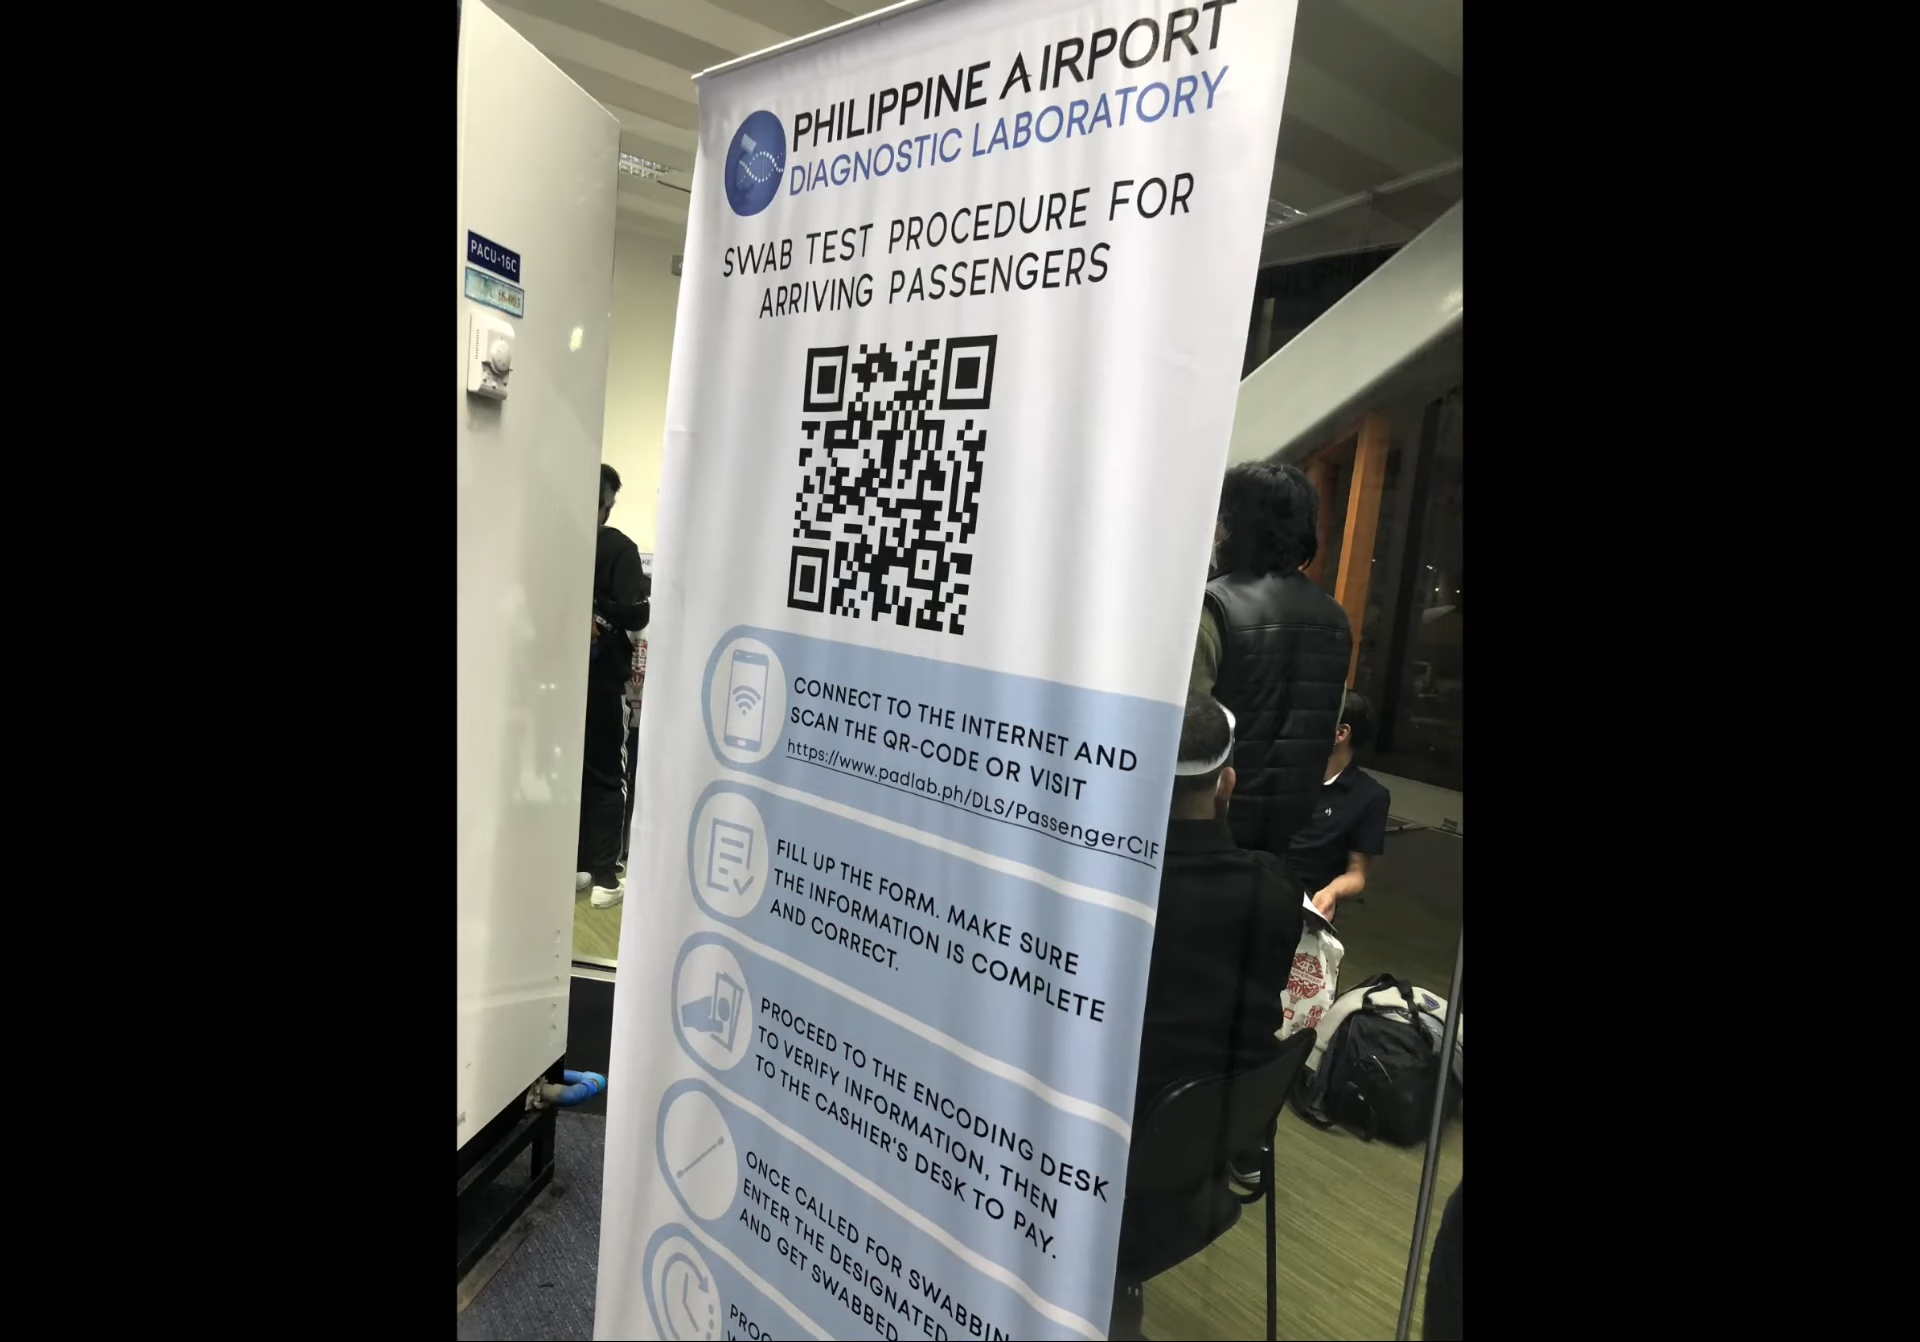 PHILIPPINE AIRPORT
DIAGNOSTIC LABORATORY
SWAB TEST PROCEDURE FOR
ARRIVING PASSENGERS
PACU-16C
CONNECT TO THE INTERNET AND
SCAN THE QR-CODE OR VISIT
https://www.padlab.ph/DLS/PassengerCIF
FILL UP THE FORM. MAKE SURE
THE INFORMATION IS COMPLETE
AND CORRECT.
PROCEED TO THE ENCODING DESK
TO VERIFY INFORMATION, THEN
TO THE CASHIER'S DESK TO PAY.
ONCE CALLED FOR SWABBIN
ENTER THE DESIGNATED
AND GET SWABBED